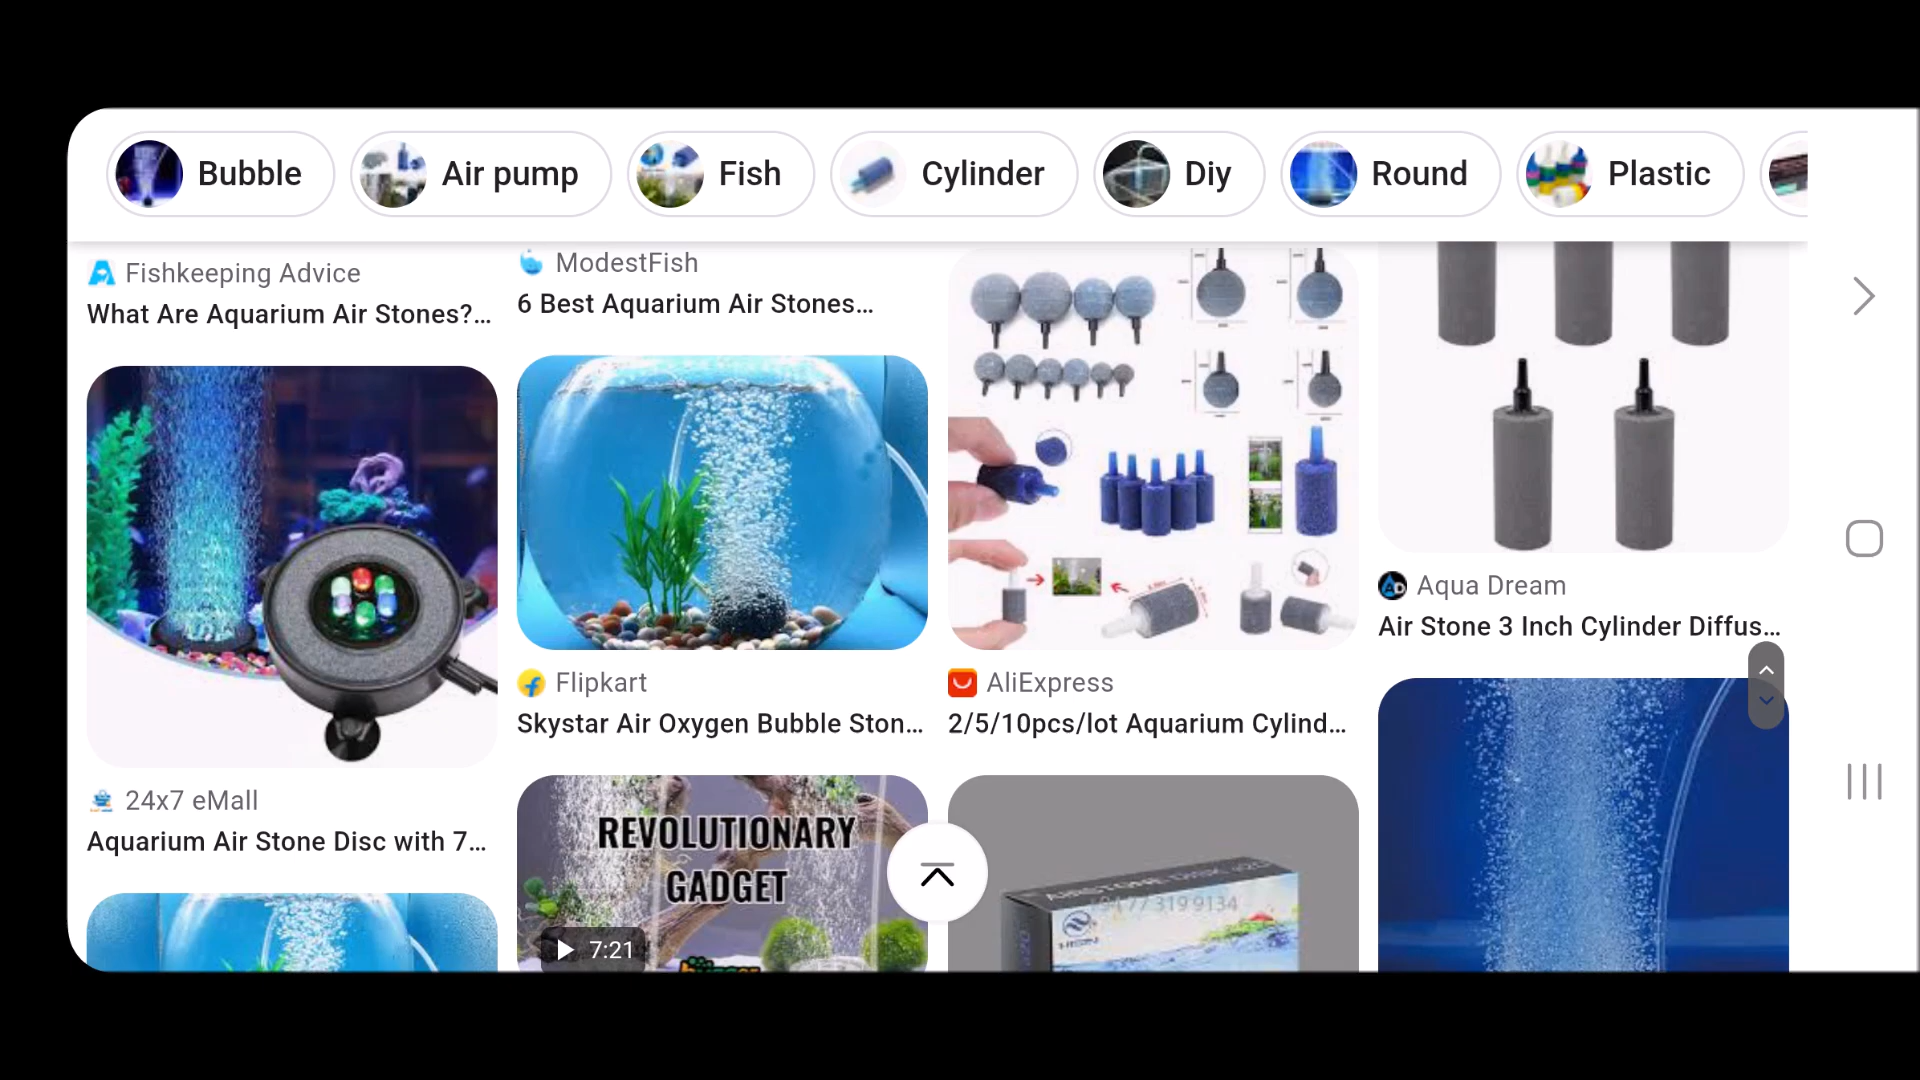 Bubble
Air pump
Fish
Cylinder
Diy
Round
Plastic
Fishkeeping Advice
What Are Aquarium Air Stones?...
ModestFish
6 Best Aquarium Air Stones...
24x7 eMall
Aquarium Air Stone Disc with 7...
Flipkart
Skystar Air Oxygen Bubble Ston...
AliExpress
2/5/10pcs/lot Aquarium Cylind...
Aqua Dream
Air Stone 3 Inch Cylinder Diffus...
REVOLUTIONARY
GADGET
7:21